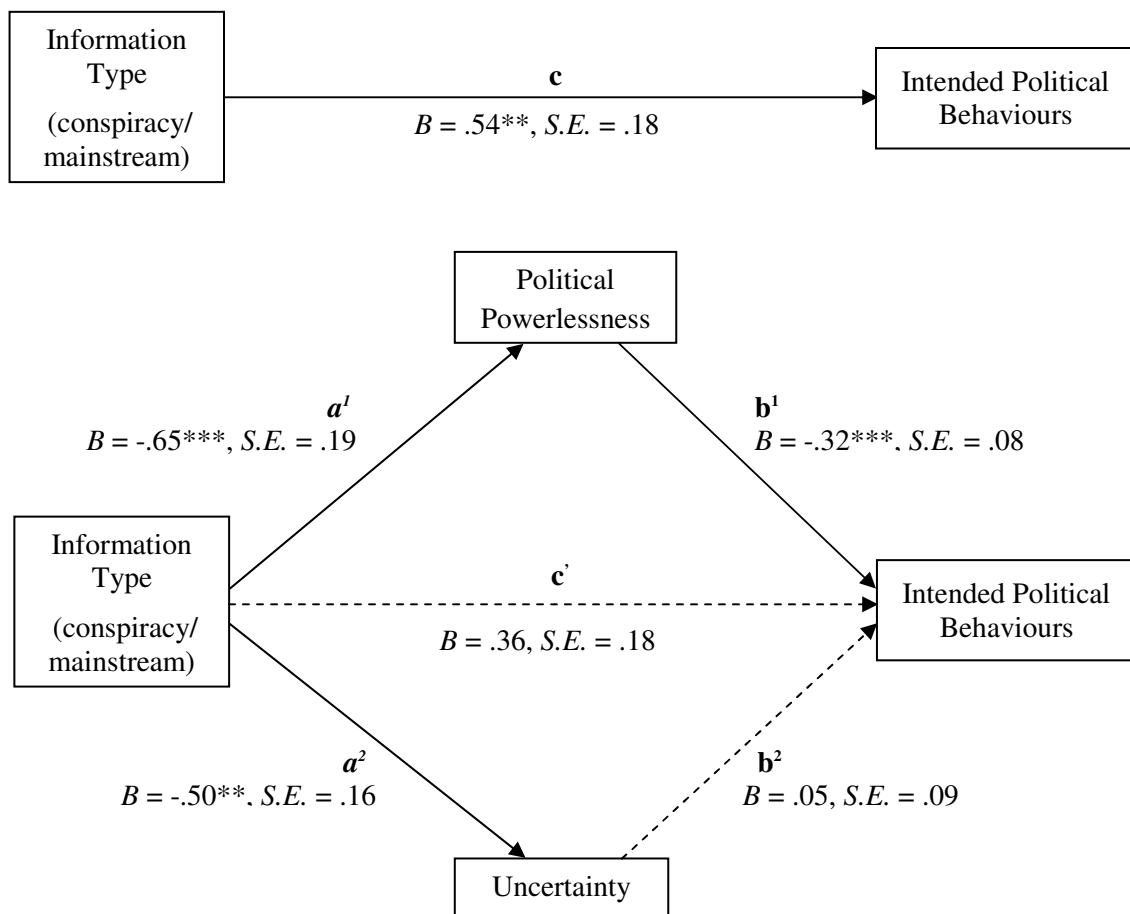 Information
Type
(conspiracy/
mainstream)
c
B = .54**, S.E. = .18
Intended Political
Behaviours
Political
Powerlessness
a¹
B = -.65***, S.E. = .19
b¹
B = -.32***, S.E. = .08
Information
Type
(conspiracy/
mainstream)
c’
B = .36, S.E. = .18
Intended Political
Behaviours
a²
B = -.50**, S.E. = .16
b²
B = .05, S.E. = .09
Uncertainty